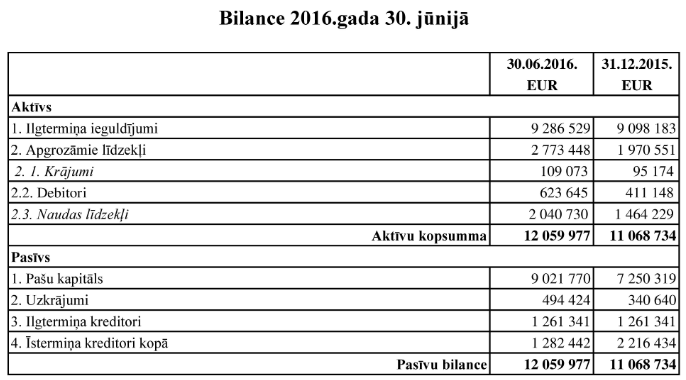 Bilance 2016.gada 30. jūnijā
30.06.2016. 31.12.2015.
EUR EUR
Aktīvs
1. Ilgtermiņa ieguldījumi 9 286 529 9 098 183
2. Apgrozāmie līdzekļi 2 773 448 1 970 551
2. 1. Krājumi 109 073 95 174
2.2. Debitori 623 645 411 148
2.3. Naudas līdzekļi 2 040 730 1 464 229
Aktīvu kopsumma 12 059 977 11 068 734
Pasīvs
1. Pašu kapitāls 9 021 770 7 250 319
2. Uzkrājumi 494 424 340 640
3. Ilgtermiņa kreditori 1 261 341 1 261 341
4. Īstermiņa kreditori kopā 1 282 442 2 216 434
Pasīvu bilance 12 059 977 11 068 734